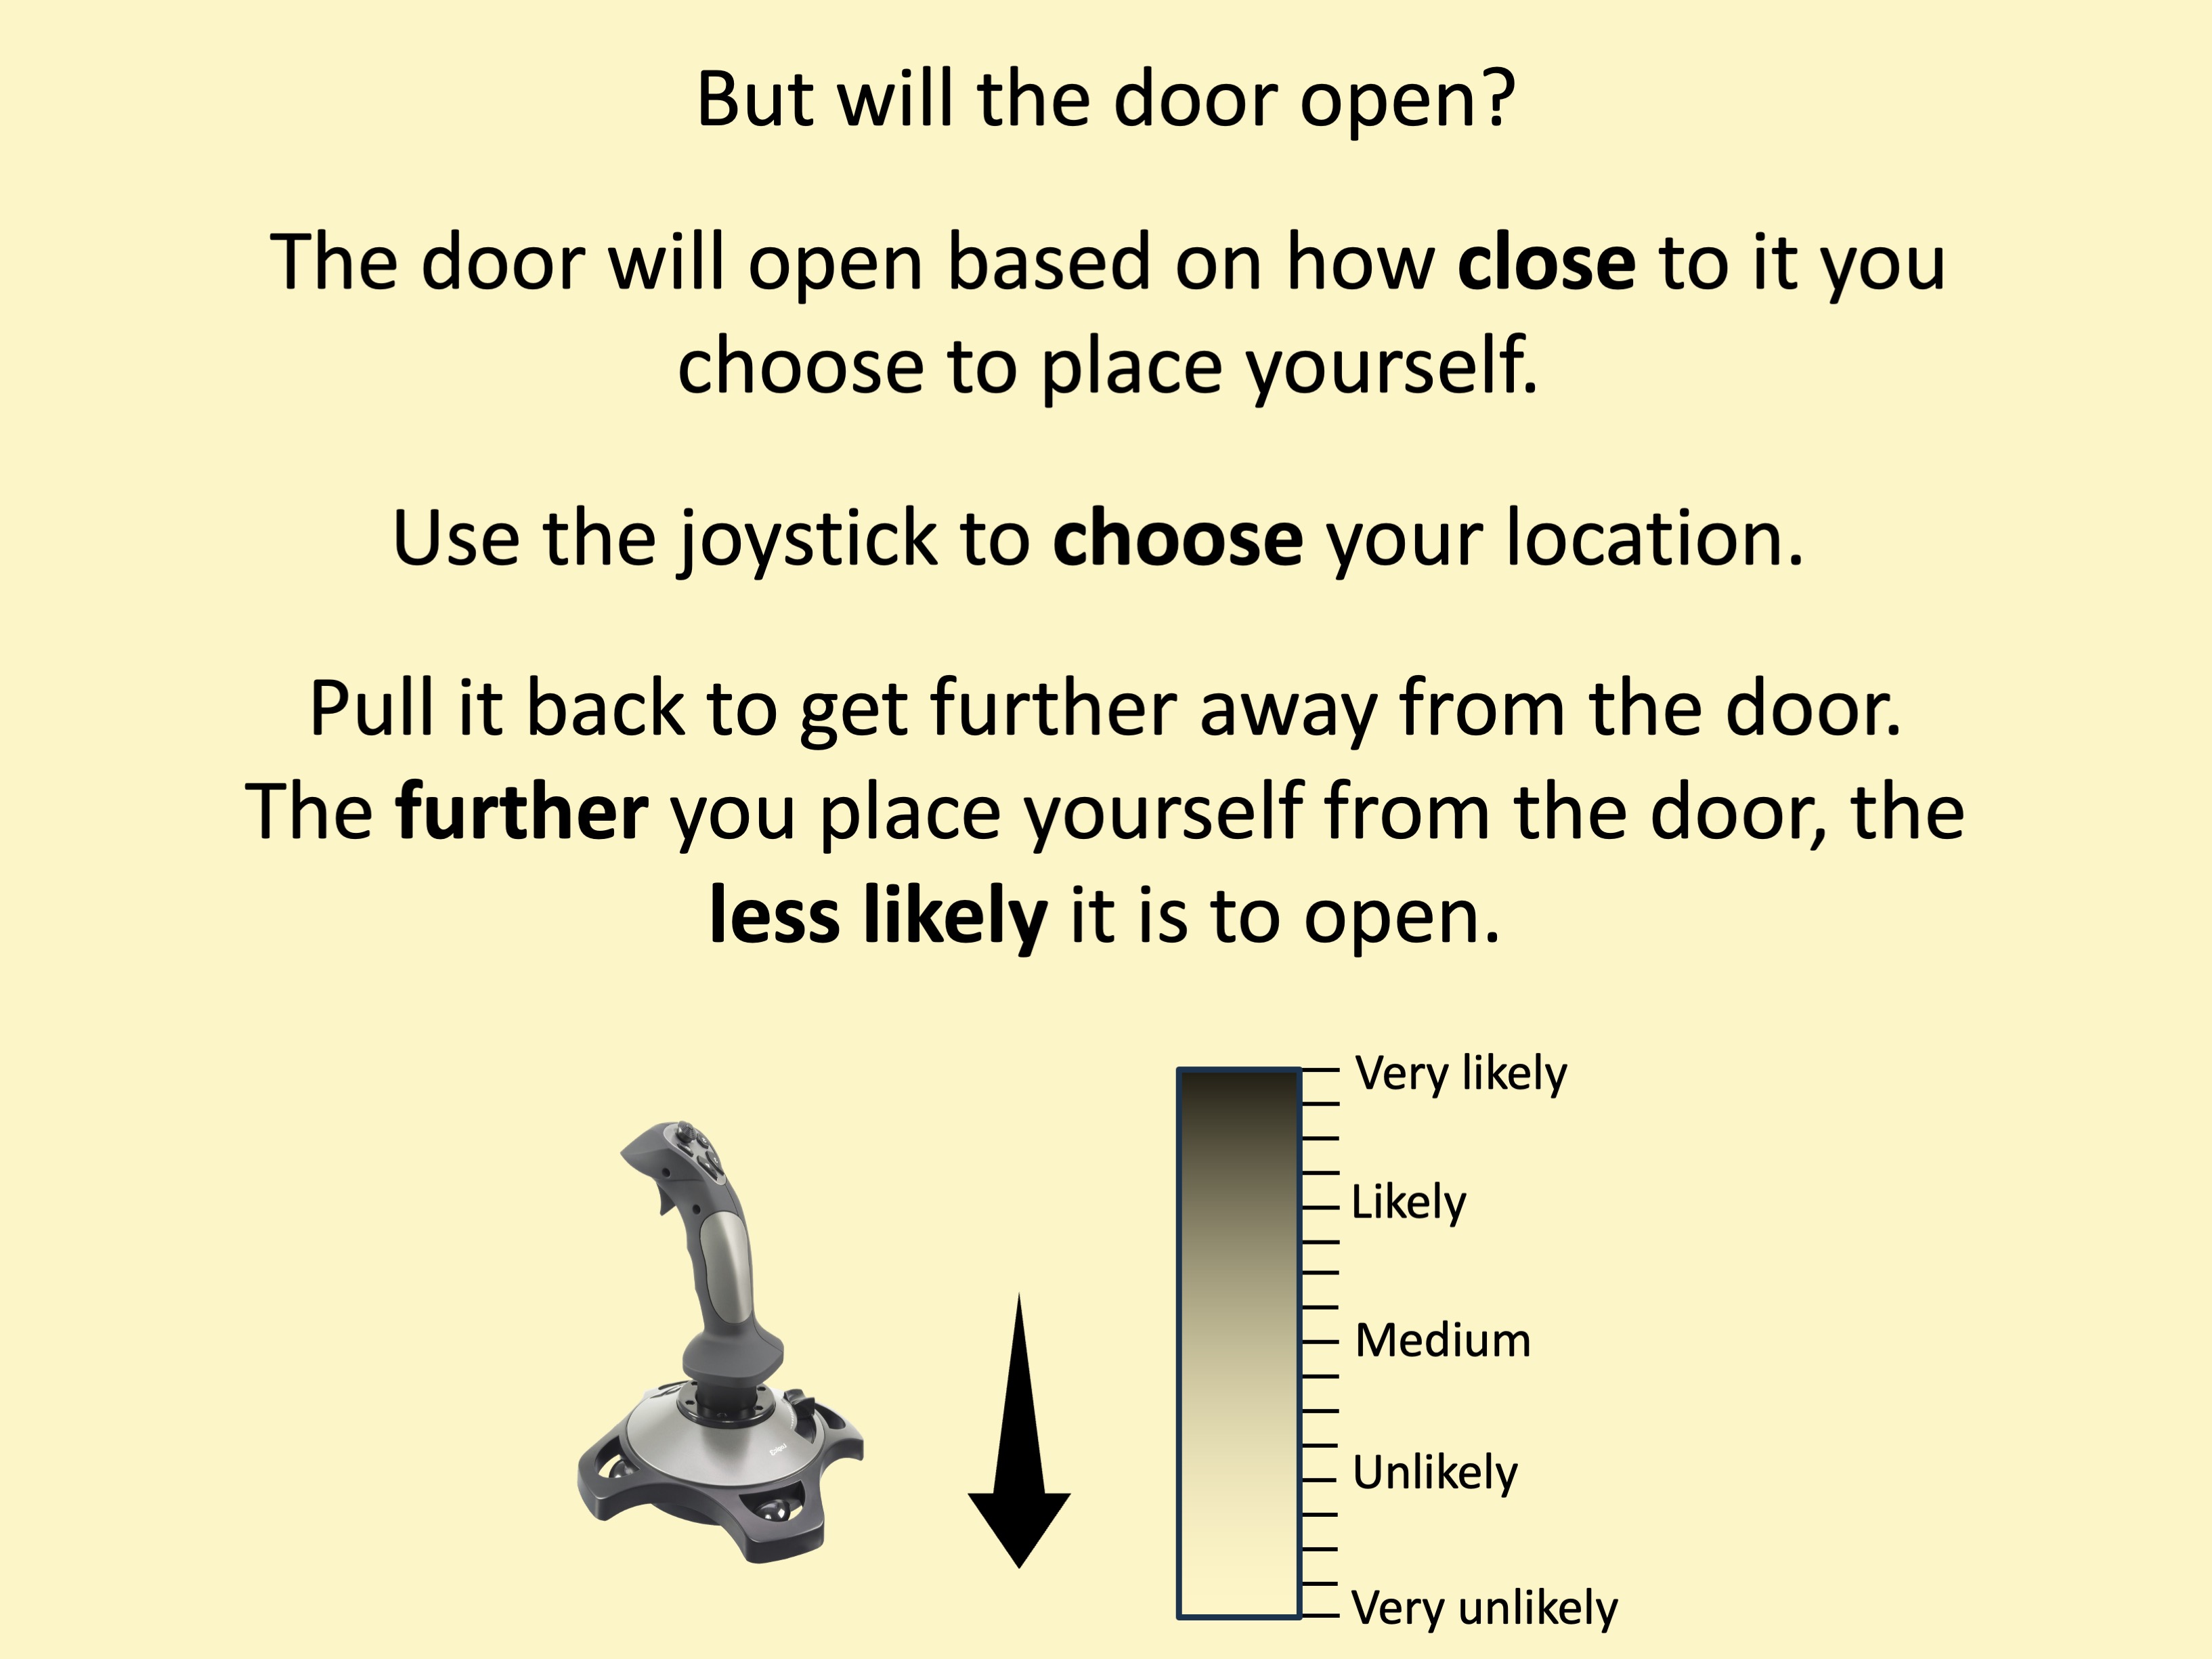 But will the door open?
The door will open based on how close to it you
choose to place yourself.
Use the joystick to choose your location.
Pull it back to get further away from the door.
The further you place yourself from the door, the
less likely it is to open.
Very likely
Likely
Medium
Unlikely
Very unlikely